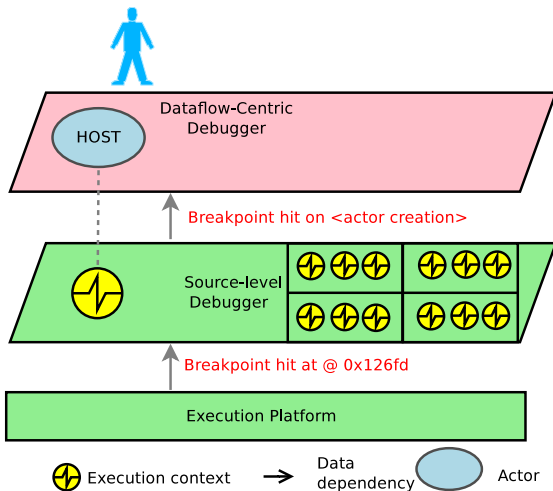 Dataflow-Centric
Debugger
HOST
Breakpoint hit on <actor creation>
Source-level
Debugger
Breakpoint hit at @ 0x126fd
Execution Platform
Execution context
Data
dependency
Actor